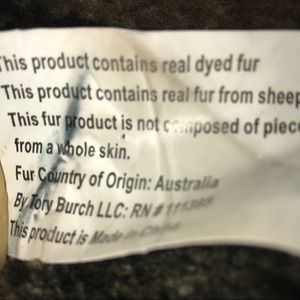 This product contains real dyed fur
This product contains real fur from sheep
This fur product is not composed of piece
from a whole skin.
Fur Country of Origin: Australia
By Tory Burch LLC: RN #
This product is Made in China